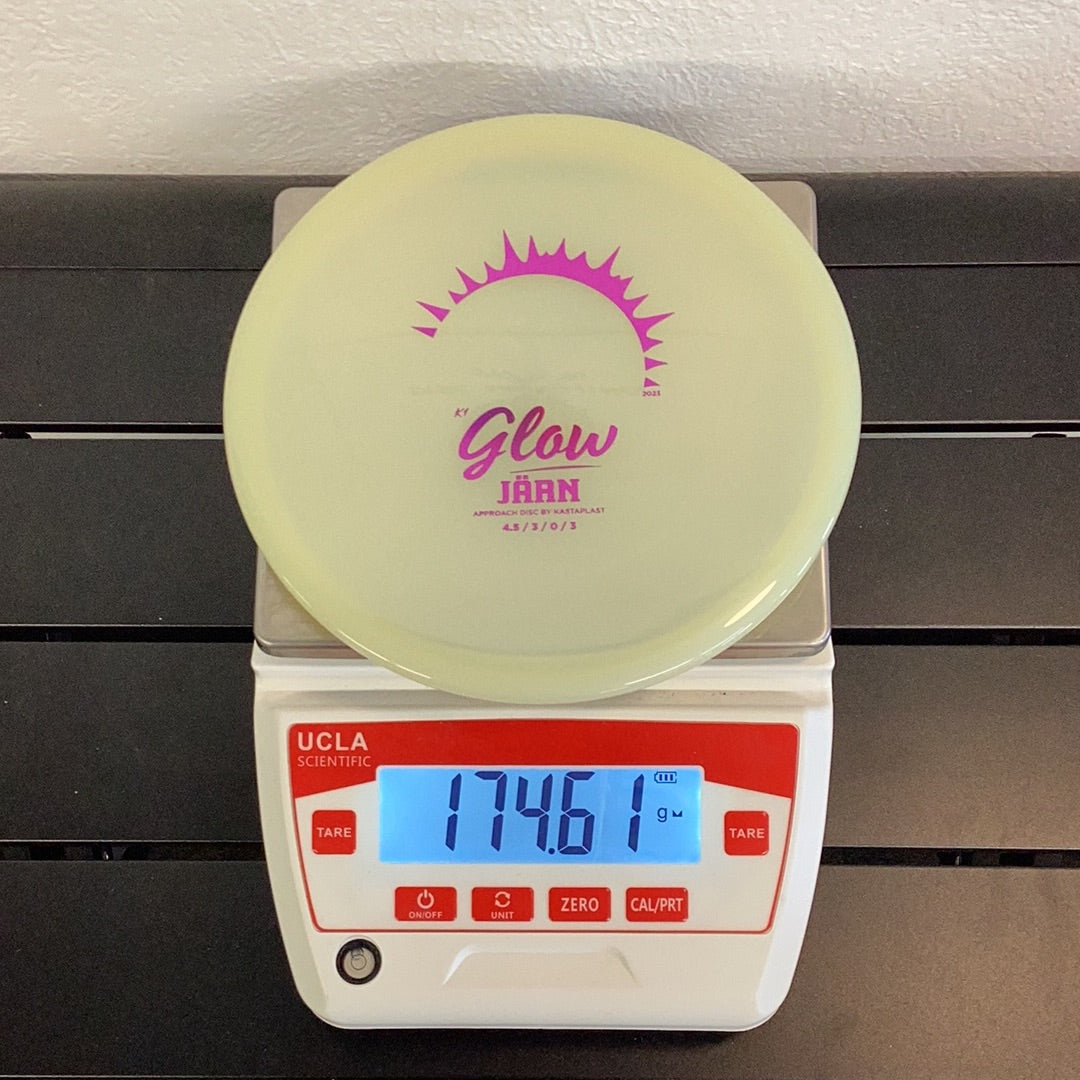 2023
K1
Glow
JÄRN
APPROACH DISC BY KASTAPLAST
4.5 / 3 / 0 / 3
UCLA
SCIENTIFIC
174.61
g
TARE
TARE
ON/OFF
UNIT
ZERO
CAL/PRT